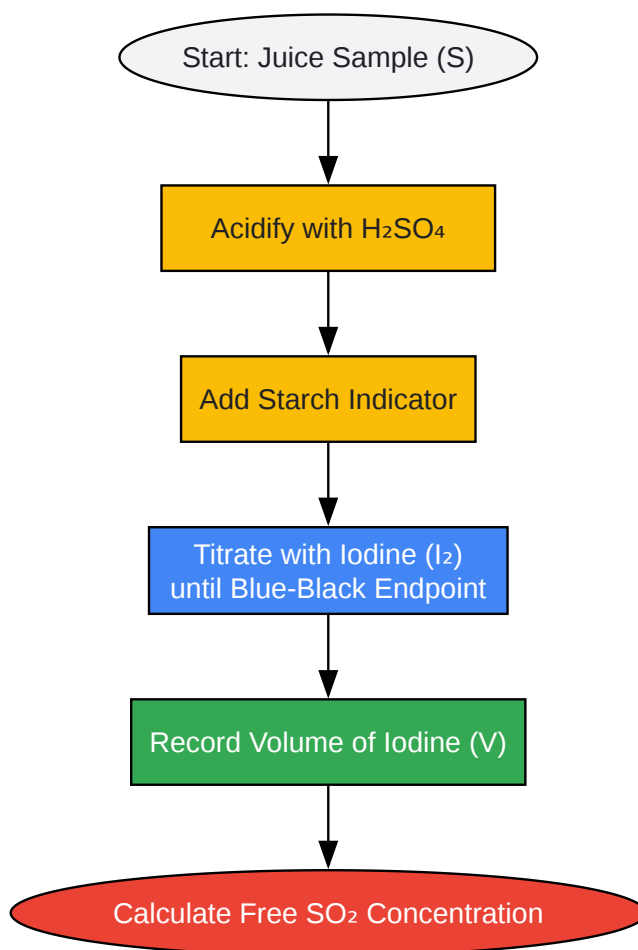 Start: Juice Sample (S)
Acidify with H₂SO₄
Add Starch Indicator
Titrate with Iodine (I₂)
until Blue-Black Endpoint
Record Volume of Iodine (V)
Calculate Free SO₂ Concentration